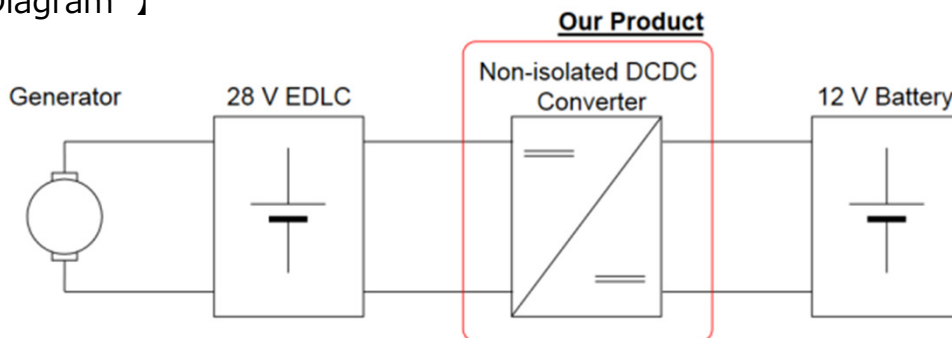 Diagram 】
Our Product
Non-isolated DCDC
Converter
Generator
28 V EDLC
12 V Battery